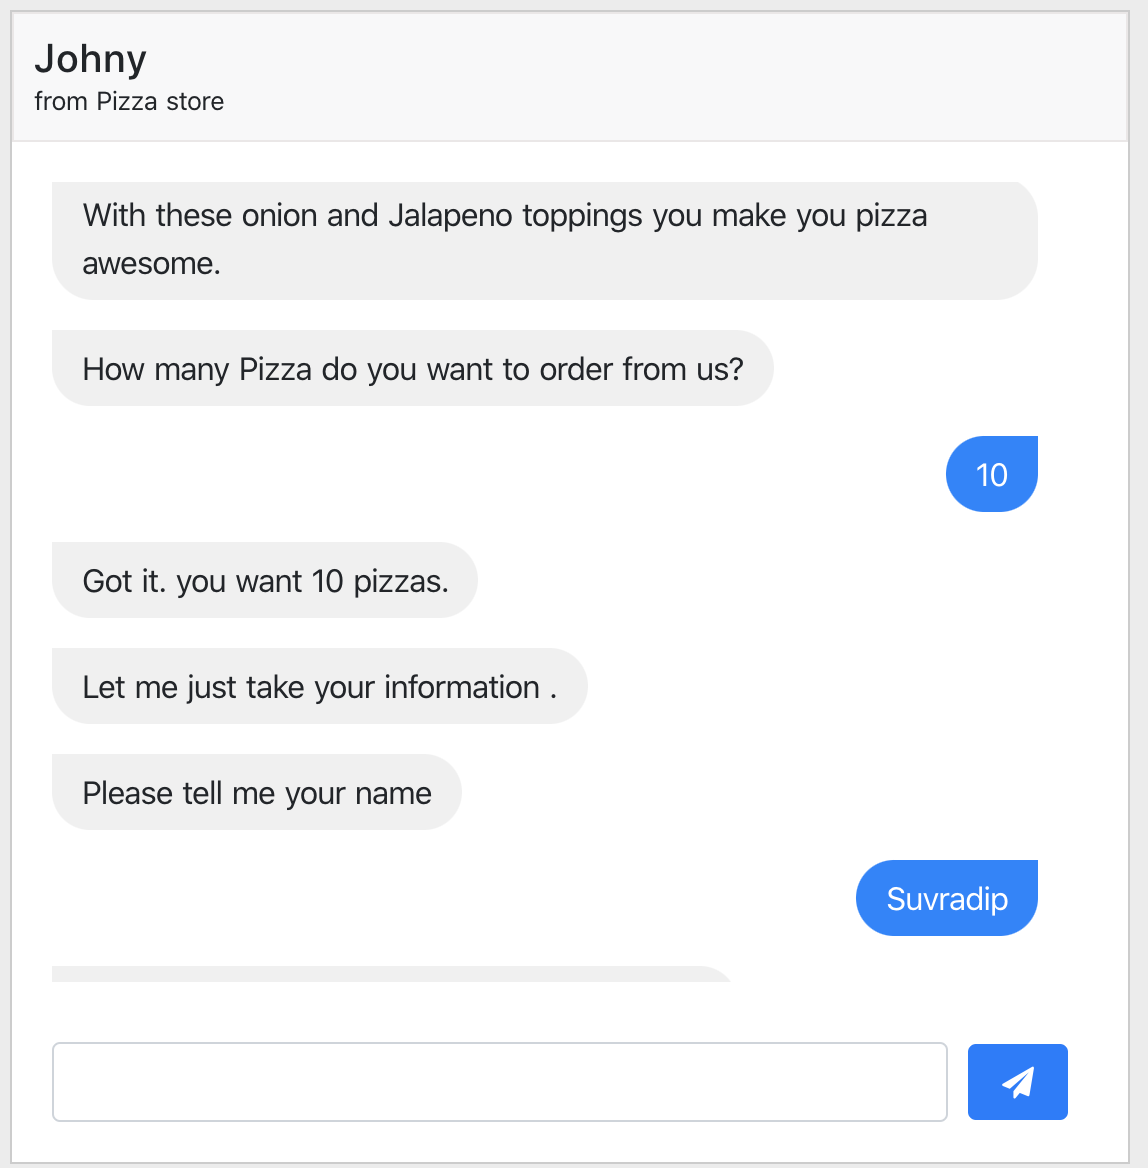 Johny
from Pizza store
With these onion and Jalapeno toppings you make you pizza
awesome.
How many Pizza do you want to order from us?
10
Got it. you want 10 pizzas.
Let me just take your information .
Please tell me your name
Suvradip